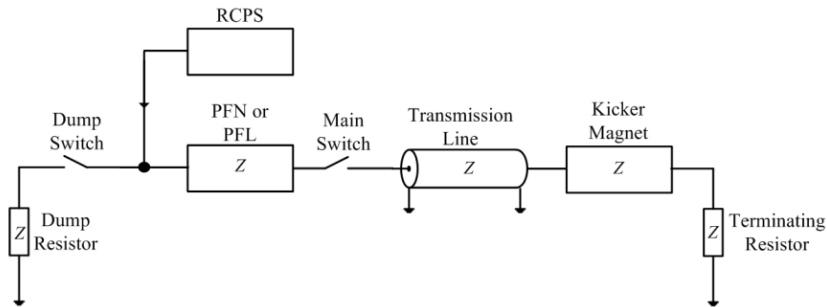 RCPS
Dump
Switch
PFN or
PFL
Main
Switch
Transmission
Line
Kicker
Magnet
Z
Z
Z
Z
Dump
Resistor
Z
Terminating
Resistor